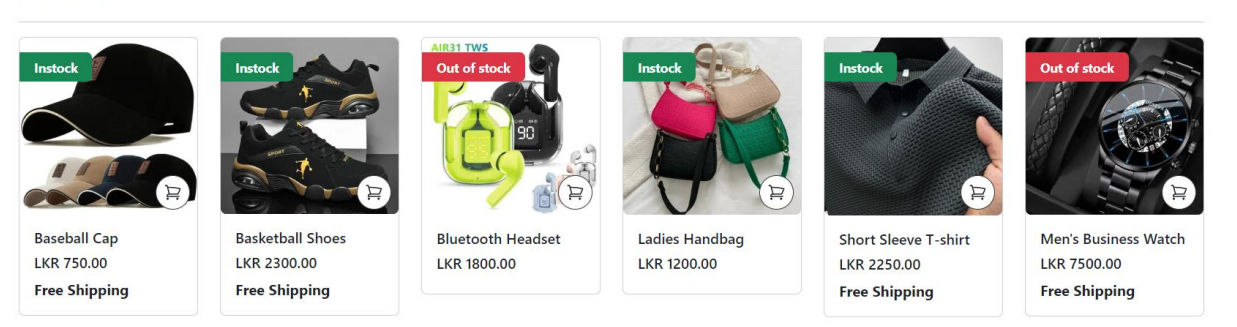 Instock
Baseball Cap
LKR 750.00
Free Shipping
Instock
SPORT
Basketball Shoes
LKR 2300.00
Free Shipping
AIR31 TWS
Out of stock
90
Bluetooth Headset
LKR 1800.00
Instock
Ladies Handbag
LKR 1200.00
Instock
Short Sleeve T-shirt
LKR 2250.00
Free Shipping
Out of stock
Men's Business Watch
LKR 7500.00
Free Shipping